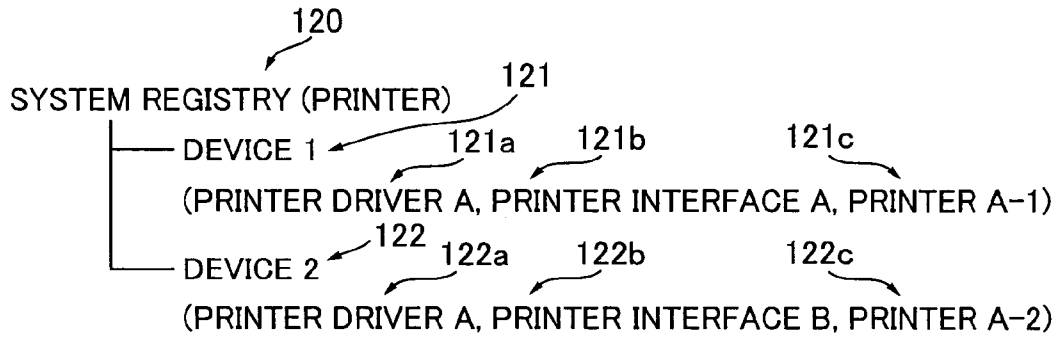 120
SYSTEM REGISTRY (PRINTER)
121
DEVICE 1
121a 121b 121c
(PRINTER DRIVER A, PRINTER INTERFACE A, PRINTER A-1)
122
DEVICE 2
122a 122b 122c
(PRINTER DRIVER A, PRINTER INTERFACE B, PRINTER A-2)